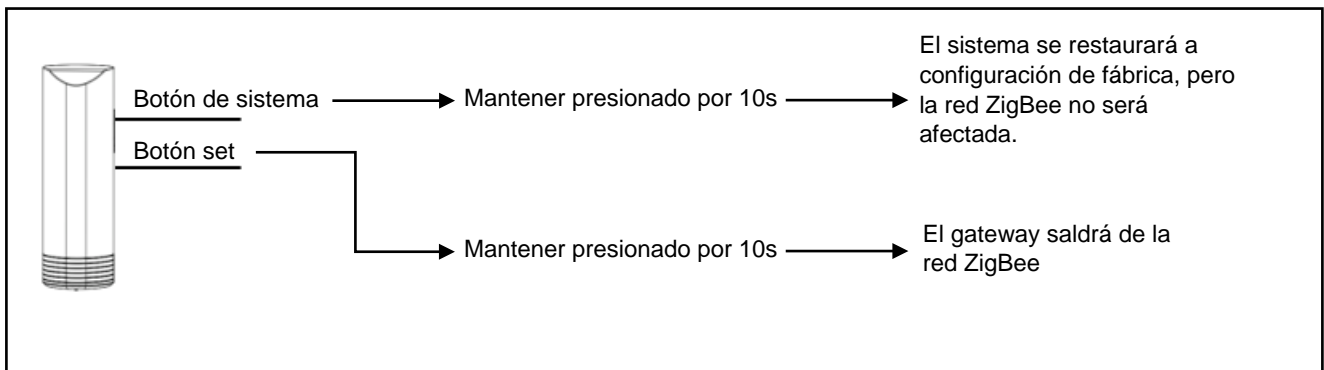 El sistema se restaurará a
configuración de fábrica, pero
la red ZigBee no será
afectada.
Botón de sistema
Mantener presionado por 10s
Botón set
Mantener presionado por 10s
El gateway saldrá de la
red ZigBee